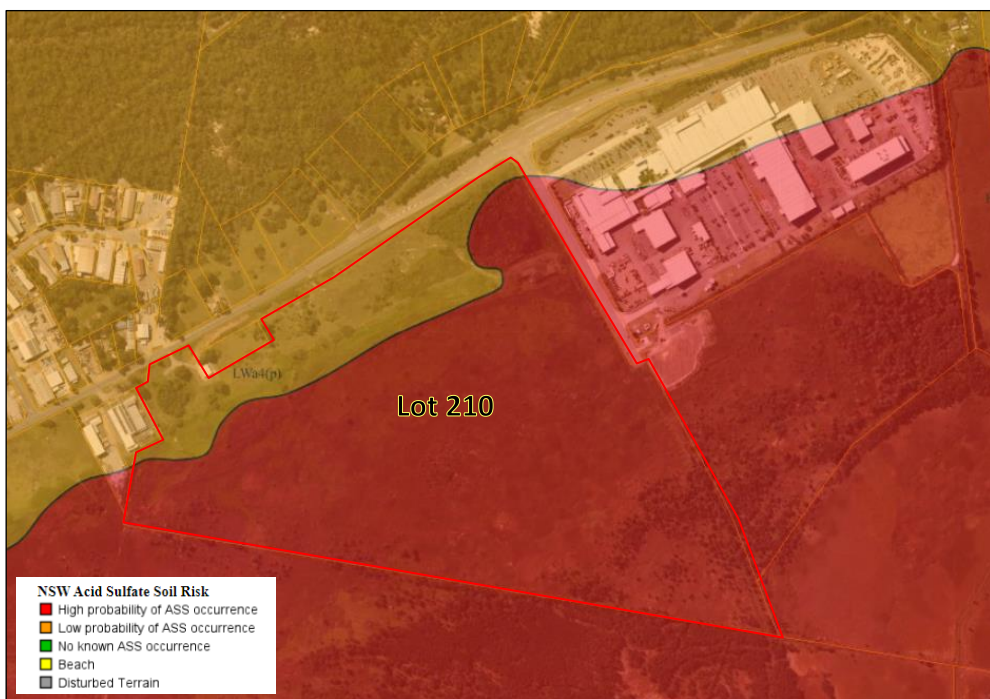 LWa4(p)
Lot 210
NSW Acid Sulfate Soil Risk
High probability of ASS occurrence
Low probability of ASS occurrence
No known ASS occurrence
Beach
Disturbed Terrain